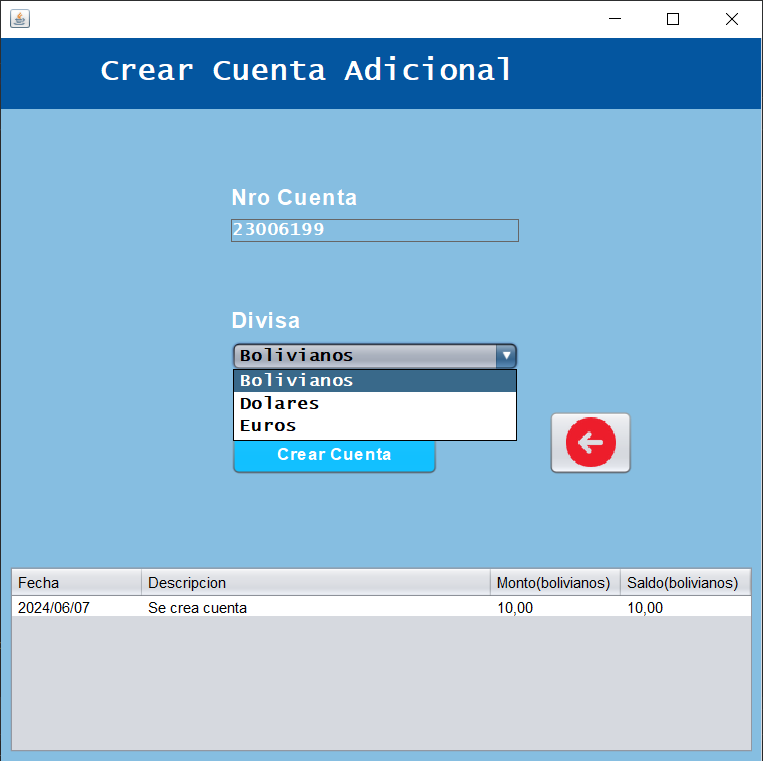 Crear Cuenta Adicional
Nro Cuenta
23006199
Divisa
Bolivianos
Bolivianos
Dolares
Euros
Crear Cuenta
Fecha Descripcion Monto(bolivianos) Saldo(bolivianos)
2024/06/07 Se crea cuenta 10,00 10,00